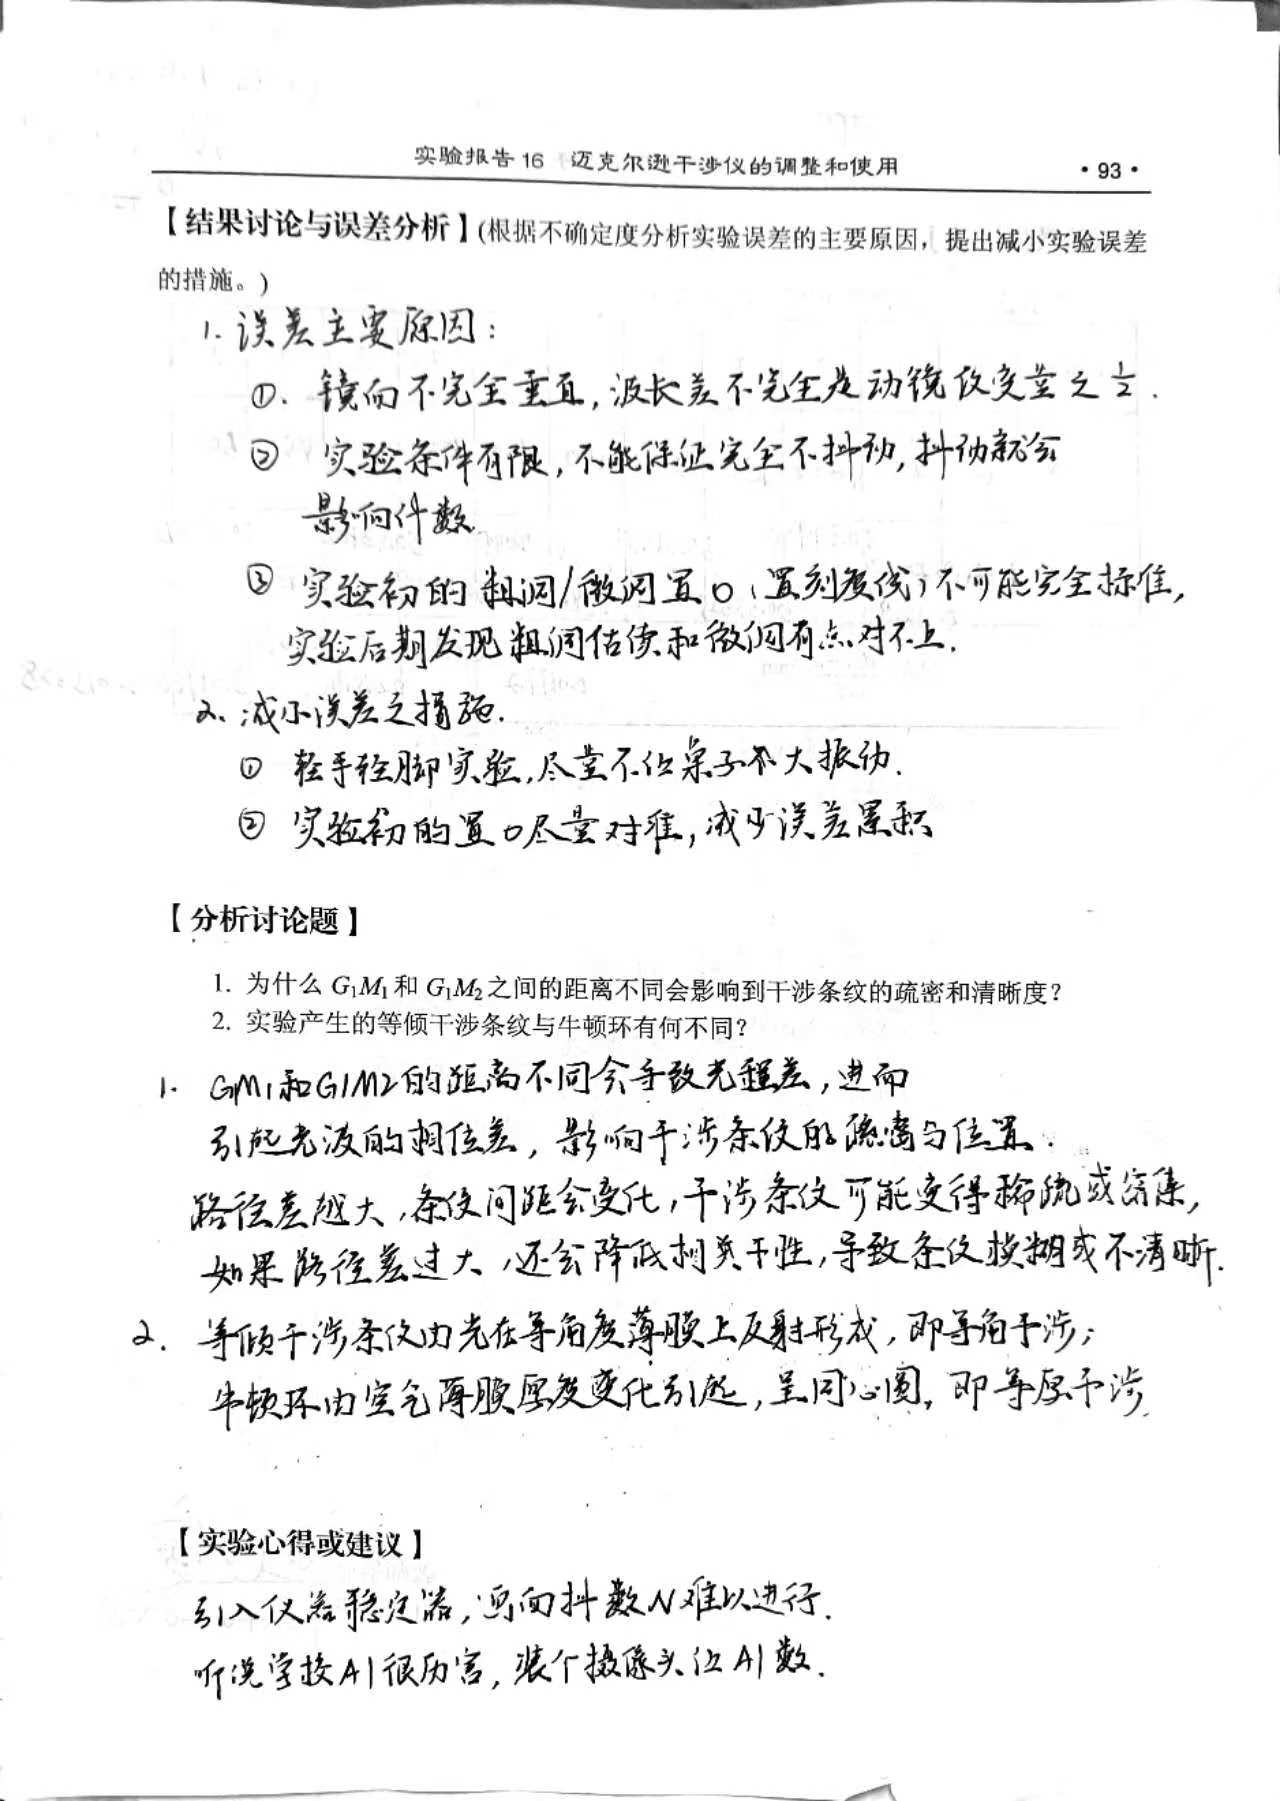 实验报告 16 迈克尔逊干涉仪的调整和使用
· 93 ·
【结果讨论与误差分析】(根据不确定度分析实验误差的主要原因，提出减小实验误差
的措施。)
1. 误差主要原因：
①. 镜面不完全垂直, 波长差不完全是动镜改变量之 1/2 .
② 实验条件有限, 不能保证完全不抖动, 抖动就会
影响计数.
③ 实验初的粗调/微调置0（置刻度线）不可能完全标准,
实验后期发现粗调估读和微调有点对不上.
2. 减小误差之措施.
① 轻手轻脚实验, 尽量不让桌子不大振动.
② 实验初的置0尽量对准, 减少误差累积
【分析讨论题】
1. 为什么 G₁M₁ 和 G₁M₂ 之间的距离不同会影响到干涉条纹的疏密和清晰度?
2. 实验产生的等倾干涉条纹与牛顿环有何不同?
1. GM1和G1M2的距离不同会导致光程差, 进而
引起光波的相位差, 影响干涉条纹的疏密与位置.
路径差越大, 条纹间距会变化, 干涉条纹可能变得稀疏或密集,
如果路径差过大, 还会降低相干性, 导致条纹模糊或不清晰.
2. 等倾干涉条纹由光在等角度薄膜上反射形成, 即等角干涉;
牛顿环由空气薄膜厚度变化引起, 呈同心圆, 即等厚干涉.
【实验心得或建议】
引入仪器稳定器, 桌面抖数N难以进行.
听说学校AI很厉害, 装个摄像头让AI数.